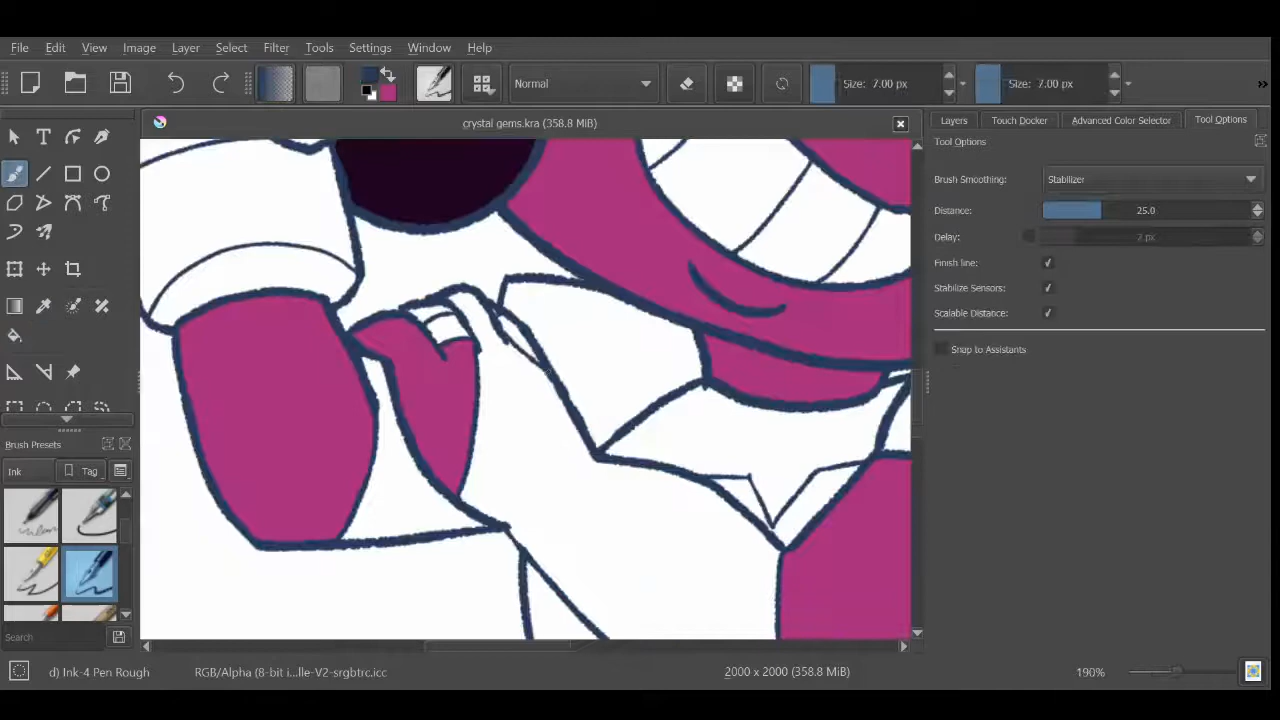 File Edit View Image Layer Select Filter Tools Settings Window Help
Normal Size: 7.00 px Size: 7.00 px »
crystal gems.kra (358.8 MiB)
Layers Touch Docker Advanced Color Selector Tool Options
Tool Options
Brush Smoothing: Stabilizer
Distance: 25.0
Delay: 2 px
Finish line:
Stabilize Sensors:
Scalable Distance:
Snap to Assistants
Brush Presets
Ink Tag
Search
d) Ink-4 Pen Rough RGB/Alpha (8-bit i...lle-V2-srgbtrc.icc 2000 x 2000 (358.8 MiB) 190%